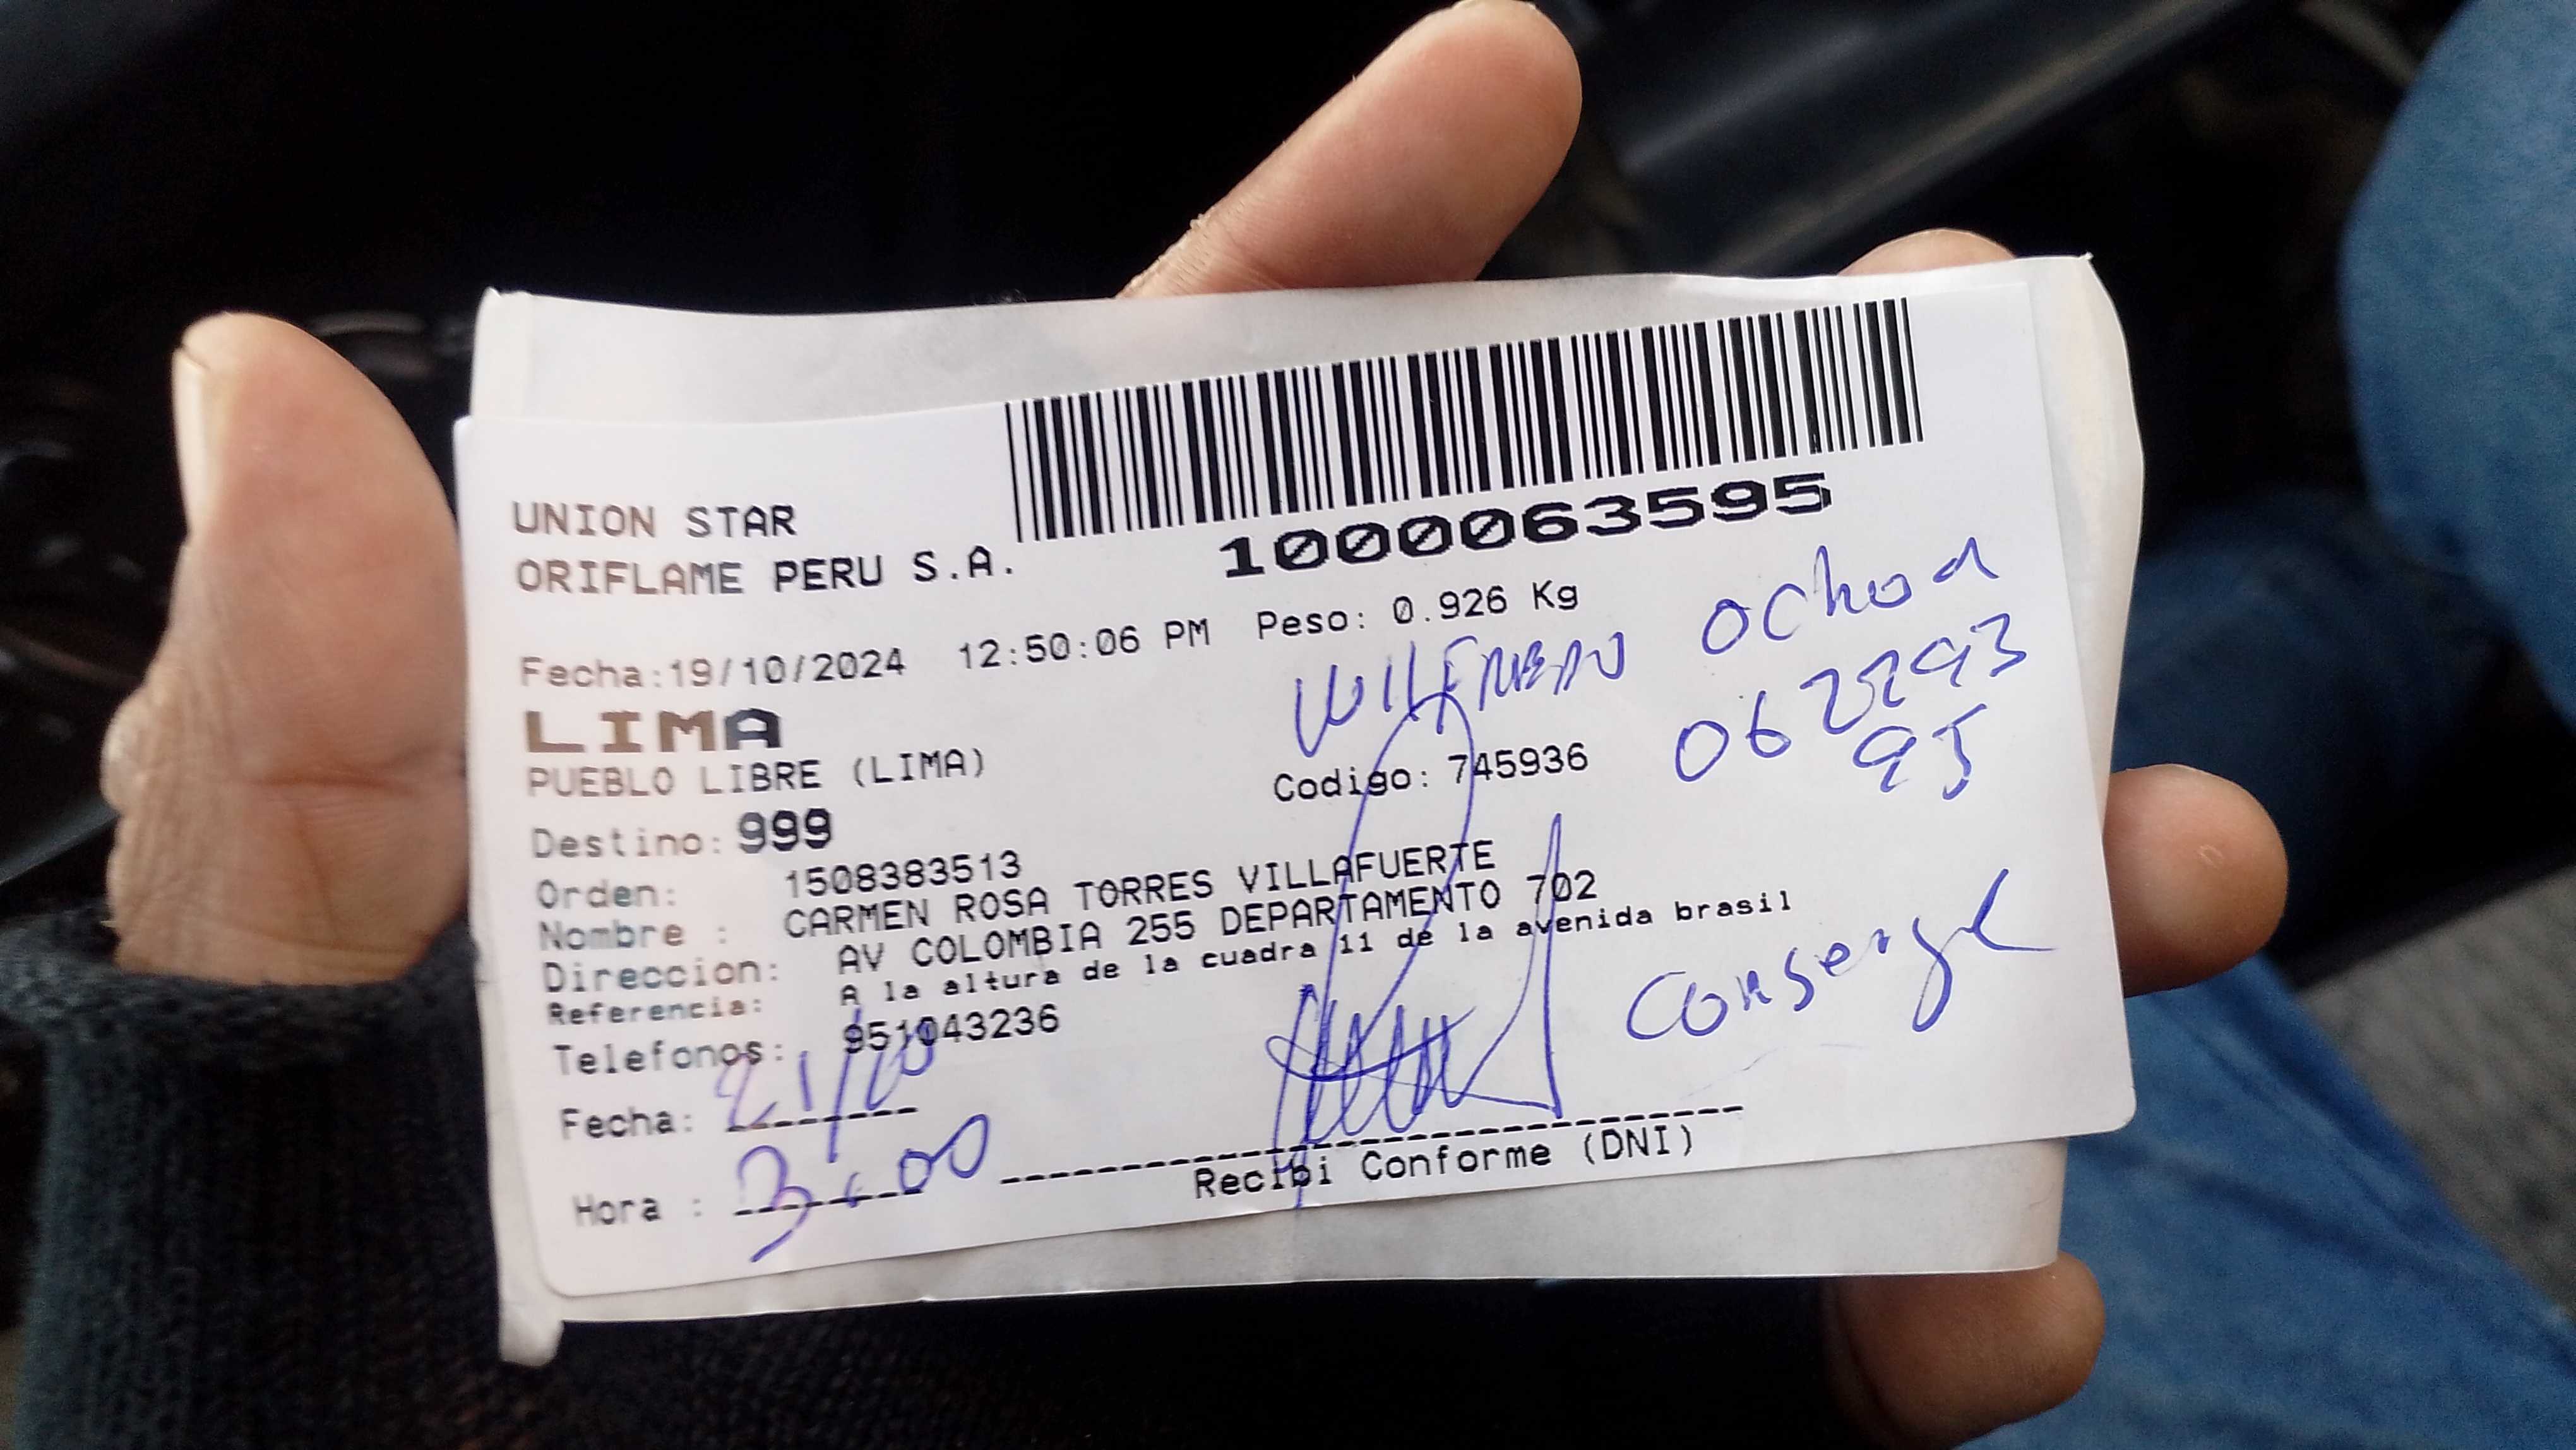 UNION STAR
ORIFLAME PERU S.A.
1000063595
Fecha:19/10/2024 12:50:06 PM Peso: 0.926 Kg
LIMA
PUEBLO LIBRE (LIMA)
Wilfredo Ochoa
Codigo: 745936
Destino: 999
Orden: 1508383513
Nombre : CARMEN ROSA TORRES VILLAFUERTE
Direccion: AV COLOMBIA 255 DEPARTAMENTO 702
Referencia: A la altura de la cuadra 11 de la avenida brasil
Telefonos: 951043236
Conserge
Fecha: 21/10
Hora : 3:00
Recibi Conforme (DNI)